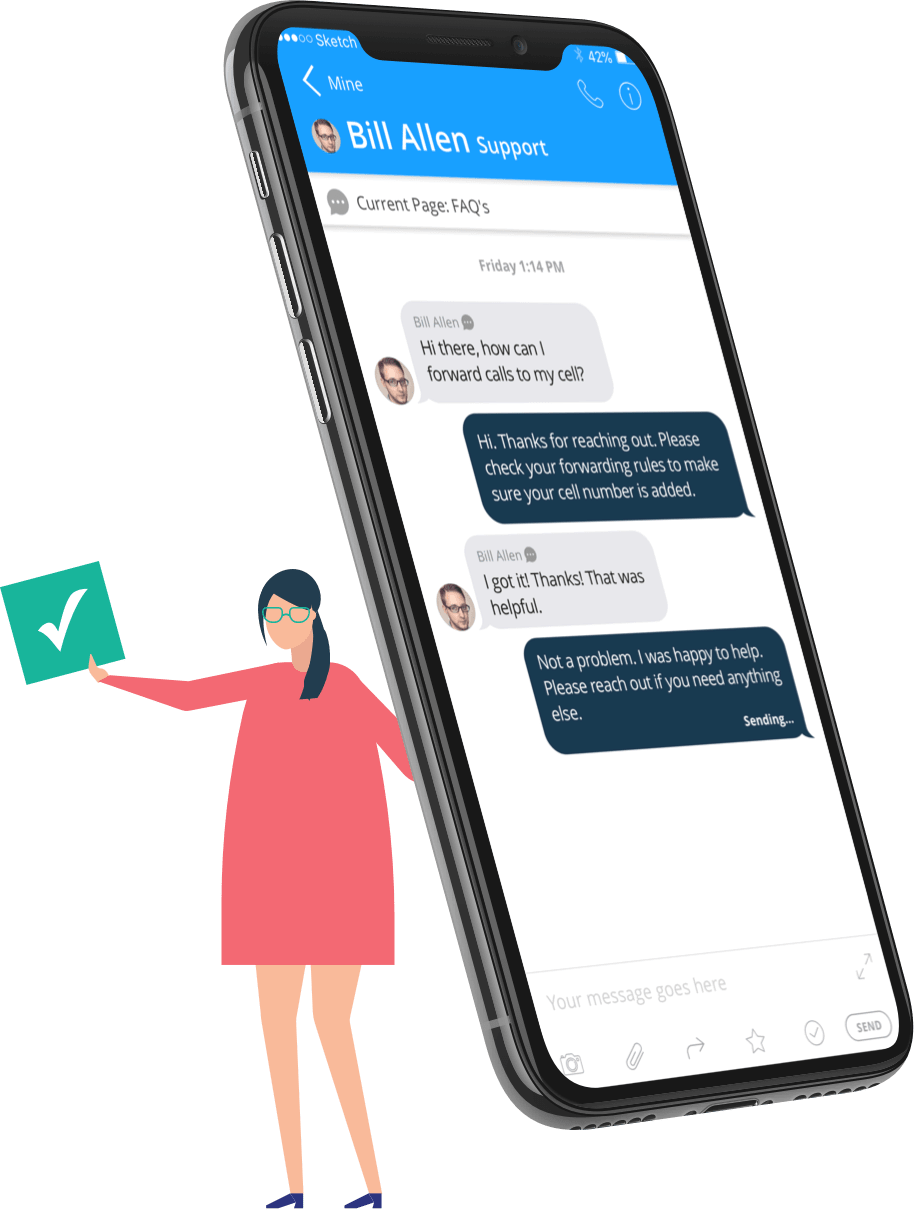 Sketch
42%
Mine
Bill Allen Support
Current Page: FAQ's
Friday 1:14 PM
Bill Allen
Hi there, how can I
forward calls to my cell?
Hi. Thanks for reaching out. Please
check your forwarding rules to make
sure your cell number is added.
Bill Allen
I got it! Thanks! That was
helpful.
Not a problem. I was happy to help.
Please reach out if you need anything
else.
Sending...
Your message goes here
SEND